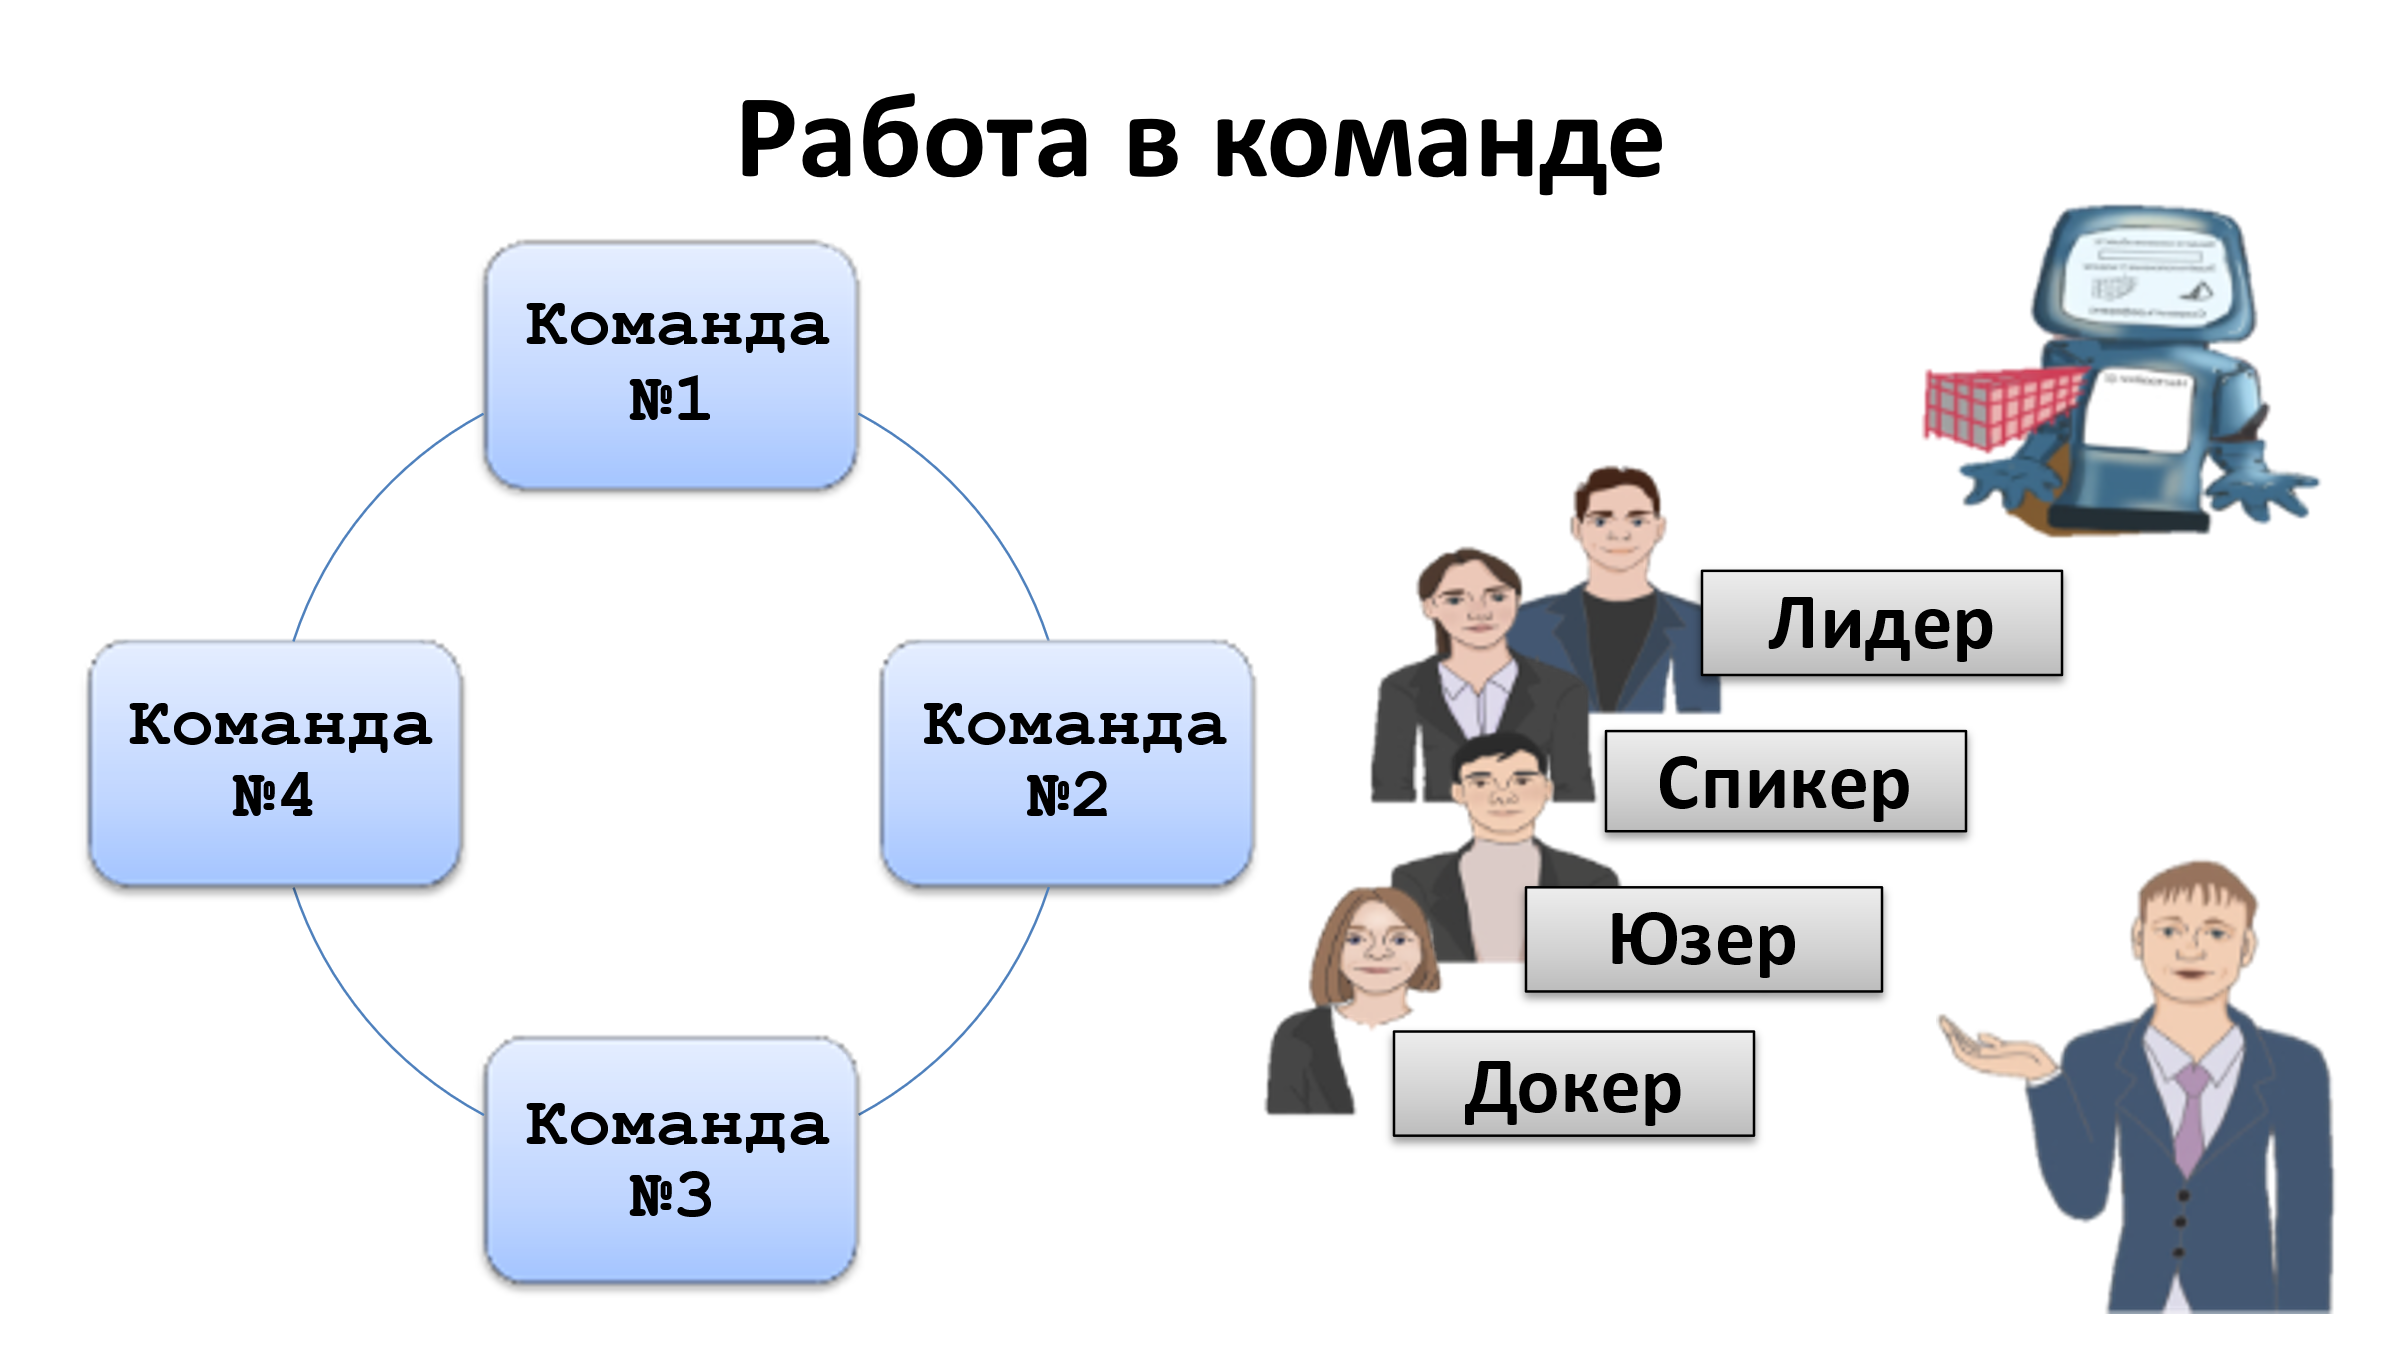 Работа в команде
Команда
№1
Команда
№4
Команда
№2
Команда
№3
Лидер
Спикер
Юзер
Докер